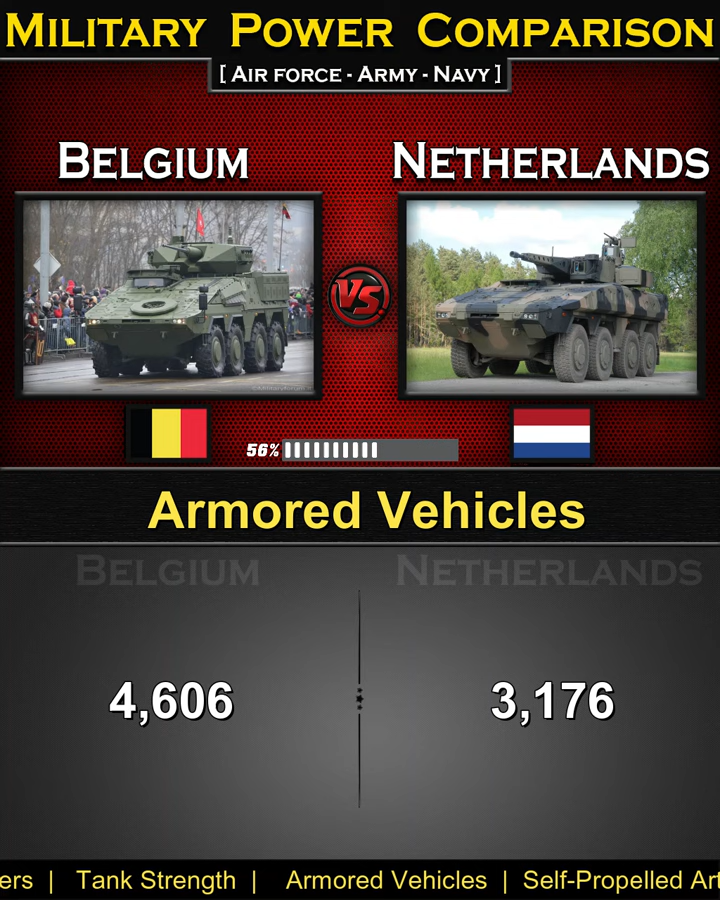 Military Power Comparison
[ Air force - Army - Navy ]
Belgium
Netherlands
VS.
56%
Armored Vehicles
Belgium
Netherlands
4,606
3,176
ers | Tank Strength | Armored Vehicles | Self-Propelled Art